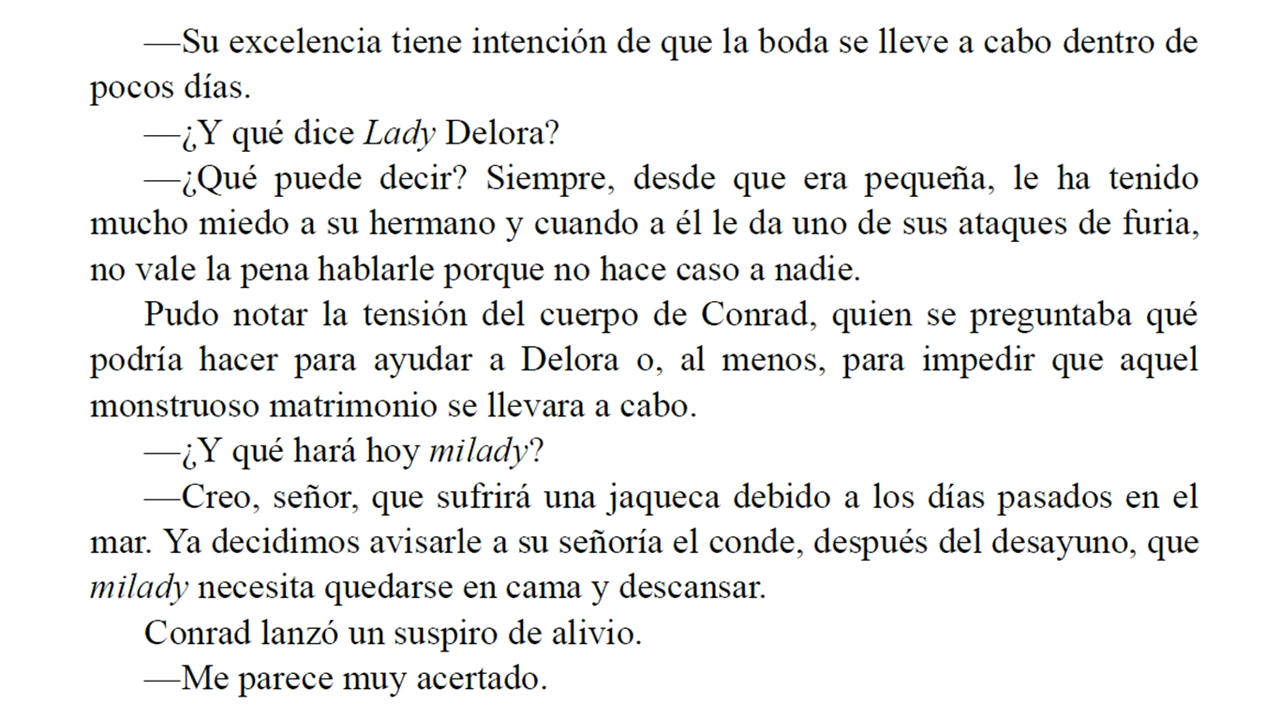 —Su excelencia tiene intención de que la boda se lleve a cabo dentro de
pocos días.
—¿Y qué dice Lady Delora?
—¿Qué puede decir? Siempre, desde que era pequeña, le ha tenido
mucho miedo a su hermano y cuando a él le da uno de sus ataques de furia,
no vale la pena hablarle porque no hace caso a nadie.
Pudo notar la tensión del cuerpo de Conrad, quien se preguntaba qué
podría hacer para ayudar a Delora o, al menos, para impedir que aquel
monstruoso matrimonio se llevara a cabo.
—¿Y qué hará hoy milady?
—Creo, señor, que sufrirá una jaqueca debido a los días pasados en el
mar. Ya decidimos avisarle a su señoría el conde, después del desayuno, que
milady necesita quedarse en cama y descansar.
Conrad lanzó un suspiro de alivio.
—Me parece muy acertado.